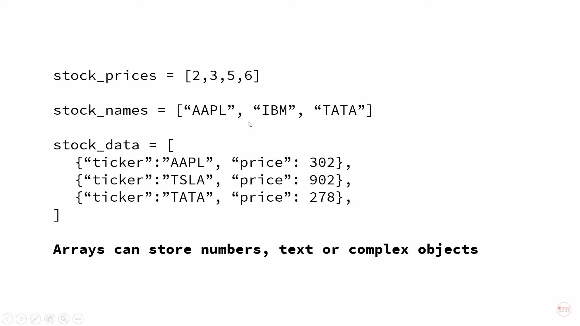 stock_prices = [2,3,5,6]
stock_names = [“AAPL”, “IBM”, “TATA”]
stock_data = [
{“ticker”:”AAPL”, “price”: 302},
{“ticker”:”TSLA”, “price”: 902},
{“ticker”:”TATA”, “price”: 278},
]
Arrays can store numbers, text or complex objects